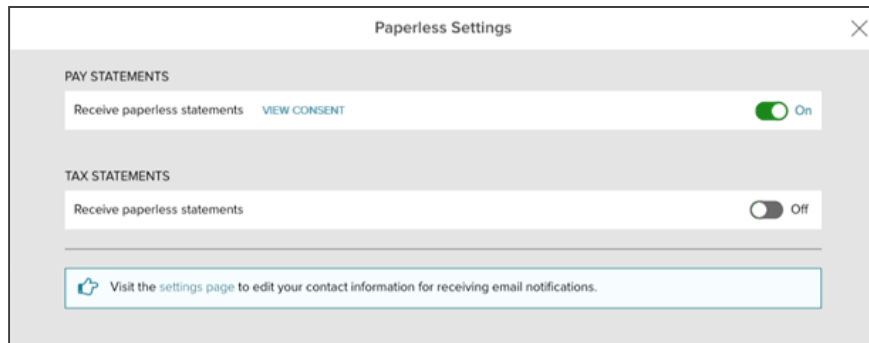 Paperless Settings
PAY STATEMENTS
Receive paperless statements VIEW CONSENT On
TAX STATEMENTS
Receive paperless statements Off
Visit the settings page to edit your contact information for receiving email notifications.